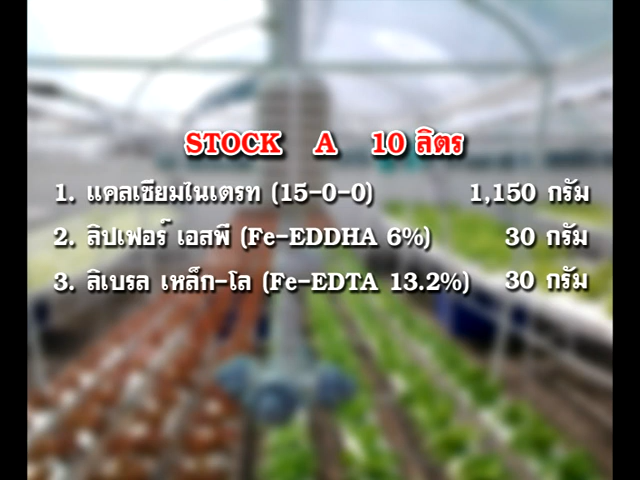 STOCK A 10 ลิตร
1. แคลเซียมไนเตรท (15-0-0) 1,150 กรัม
2. ลิปเฟอร์ เอสพี (Fe-EDDHA 6%) 30 กรัม
3. ลิเบรล เหล็ก-โล (Fe-EDTA 13.2%) 30 กรัม